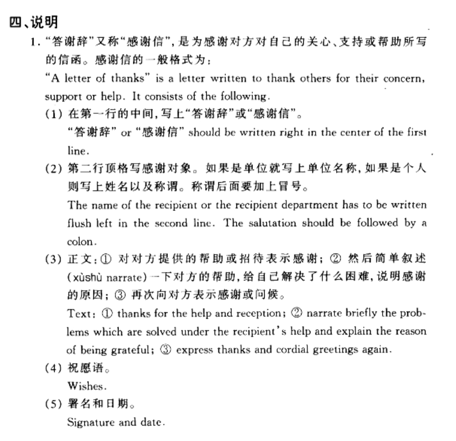 四、说明
1. “答谢辞”又称“感谢信”，是为感谢对方对自己的关心、支持或帮助所写
的信函。感谢信的一般格式为：
“A letter of thanks” is a letter written to thank others for their concern,
support or help. It consists of the following.
(1) 在第一行的中间，写上“答谢辞”或“感谢信”。
“答谢辞” or “感谢信” should be written right in the center of the first
line.
(2) 第二行顶格写感谢对象。如果是单位就写上单位名称，如果是个人
则写上姓名以及称谓。称谓后面要加上冒号。
The name of the recipient or the recipient department has to be written
flush left in the second line. The salutation should be followed by a
colon.
(3) 正文：① 对对方提供的帮助或招待表示感谢；② 然后简单叙述
(xùshù narrate) 一下对方的帮助，给自己解决了什么困难，说明感谢
的原因；③ 再次向对方表示感谢或问候。
Text: ① thanks for the help and reception; ② narrate briefly the prob-
lems which are solved under the recipient's help and explain the reason
of being grateful; ③ express thanks and cordial greetings again.
(4) 祝愿语。
Wishes.
(5) 署名和日期。
Signature and date.